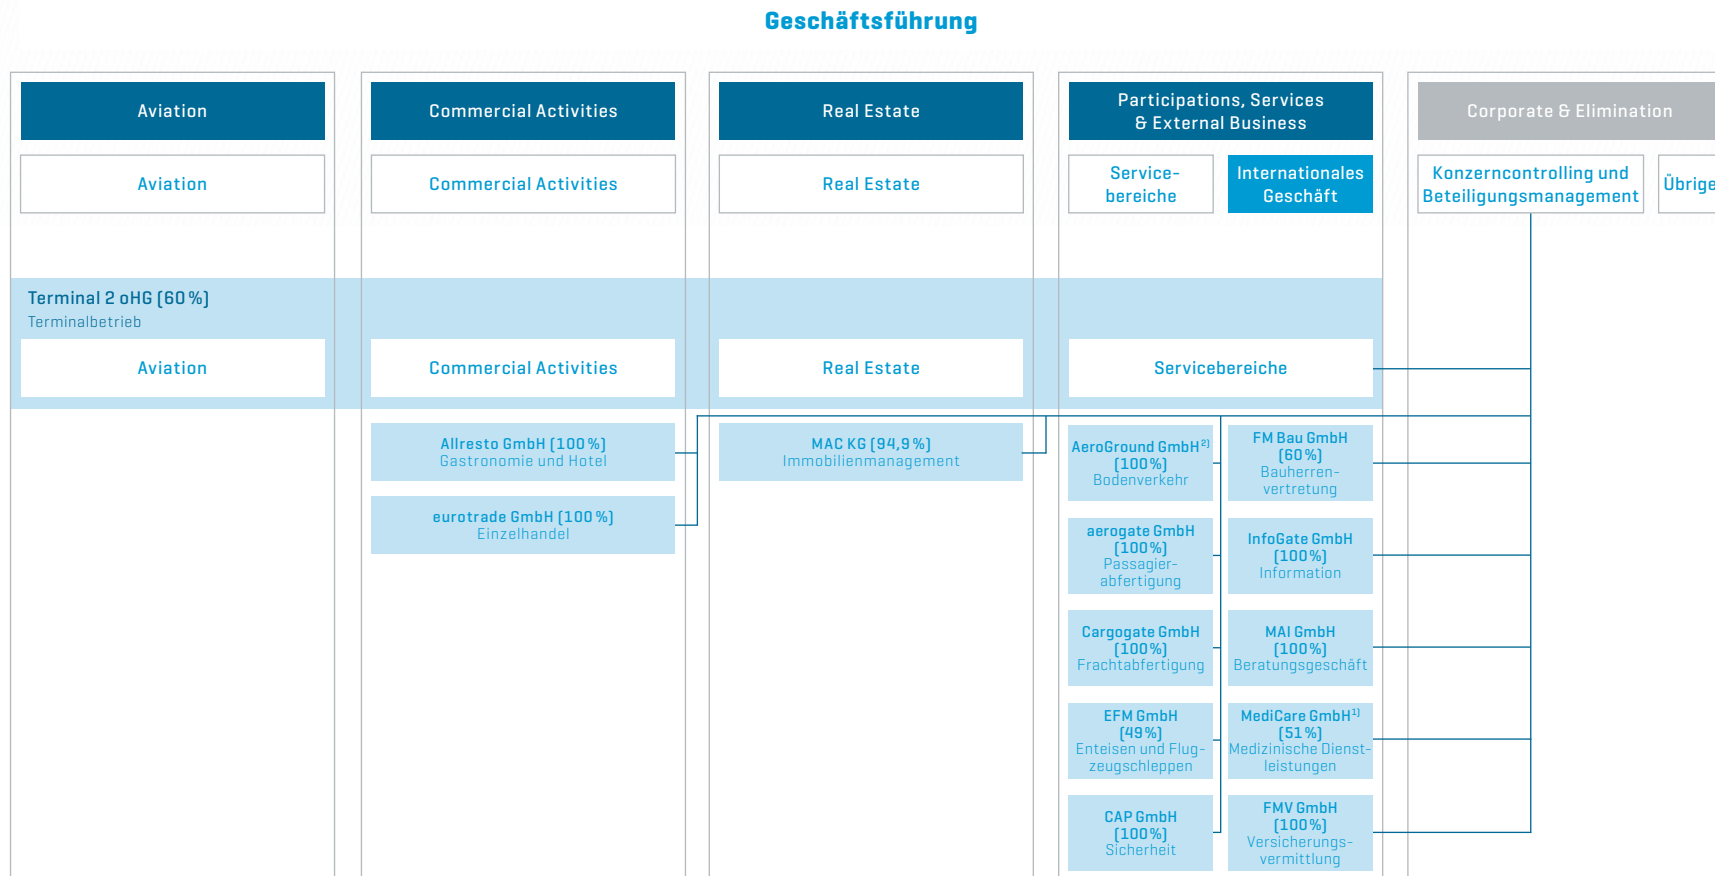 Geschäftsführung
Aviation
Commercial Activities
Real Estate
Participations, Services
& External Business
Corporate & Elimination
Aviation
Commercial Activities
Real Estate
Service-
bereiche
Internationales
Geschäft
Konzerncontrolling und
Beteiligungsmanagement
Übrige
Terminal 2 oHG (60 %)
Terminalbetrieb
Aviation
Commercial Activities
Real Estate
Servicebereiche
Allresto GmbH (100 %)
Gastronomie und Hotel
eurotrade GmbH (100 %)
Einzelhandel
MAC KG (94,9 %)
Immobilienmanagement
AeroGround GmbH²⁾
(100 %)
Bodenverkehr
FM Bau GmbH
(60 %)
Bauherren-
vertretung
aerogate GmbH
(100 %)
Passagier-
abfertigung
InfoGate GmbH
(100 %)
Information
Cargogate GmbH
(100 %)
Frachtabfertigung
MAI GmbH
(100 %)
Beratungsgeschäft
EFM GmbH
(49 %)
Enteisen und Flug-
zeugschleppen
MediCare GmbH¹⁾
(51 %)
Medizinische Dienst-
leistungen
CAP GmbH
(100 %)
Sicherheit
FMV GmbH
(100 %)
Versicherungs-
vermittlung